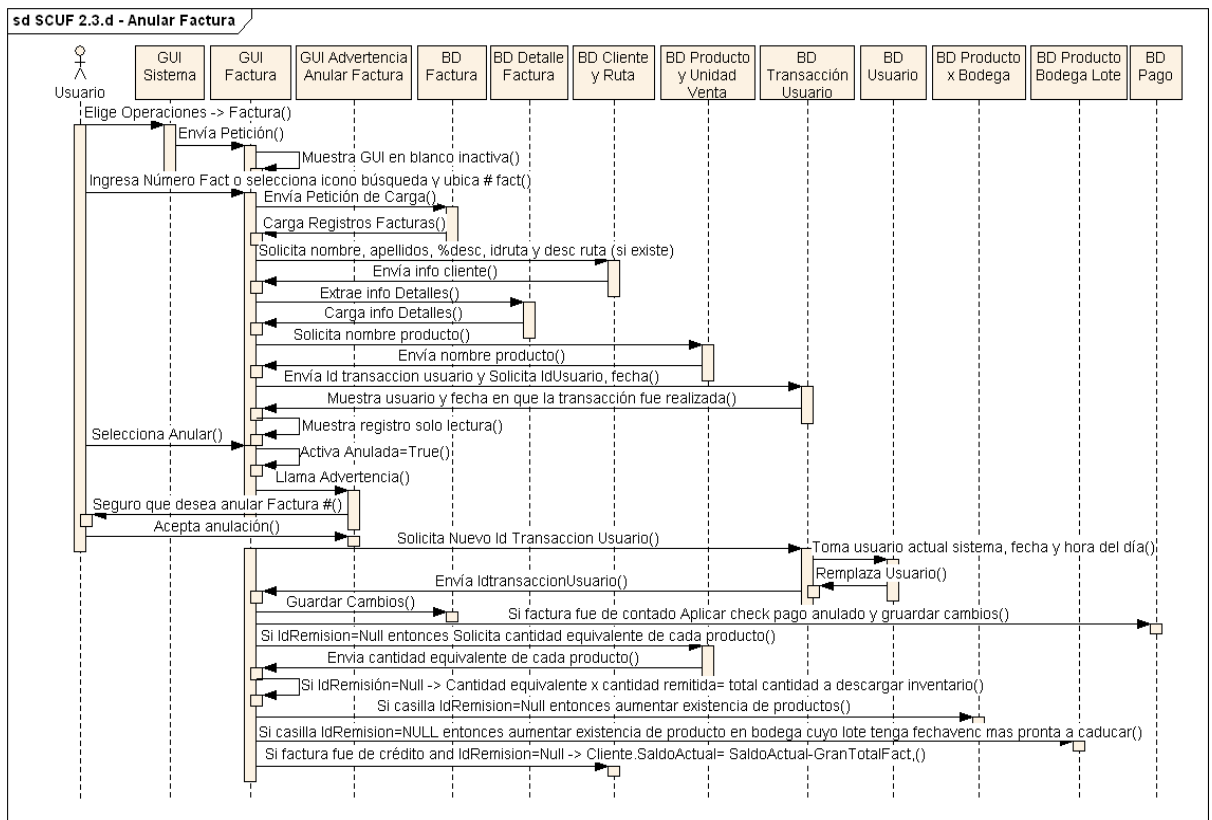 sd SCUF 2.3.d - Anular Factura
Usuario
GUI
Sistema
GUI
Factura
GUI Advertencia
Anular Factura
BD
Factura
BD Detalle
Factura
BD Cliente
y Ruta
BD Producto
y Unidad
Venta
BD
Transacción
Usuario
BD
Usuario
BD Producto
x Bodega
BD Producto
Bodega Lote
BD
Pago
Elige Operaciones -> Factura()
Envía Petición()
Muestra GUI en blanco inactiva()
Ingresa Número Fact o selecciona icono búsqueda y ubica # fact()
Envía Petición de Carga()
Carga Registros Facturas()
Solicita nombre, apellidos, %desc, idruta y desc ruta (si existe)
Envía info cliente()
Extrae info Detalles()
Carga info Detalles()
Solicita nombre producto()
Envía nombre producto()
Envía Id transaccion usuario y Solicita IdUsuario, fecha()
Muestra usuario y fecha en que la transacción fue realizada()
Muestra registro solo lectura()
Selecciona Anular()
Activa Anulada=True()
Llama Advertencia()
Seguro que desea anular Factura #()
Acepta anulación()
Solicita Nuevo Id Transaccion Usuario()
Toma usuario actual sistema, fecha y hora del día()
Remplaza Usuario()
Envía IdtransaccionUsuario()
Guardar Cambios()
Si factura fue de contado Aplicar check pago anulado y gruardar cambios()
Si IdRemision=Null entonces Solicita cantidad equivalente de cada producto()
Envia cantidad equivalente de cada producto()
Si IdRemisión=Null -> Cantidad equivalente x cantidad remitida= total cantidad a descargar inventario()
Si casilla IdRemision=Null entonces aumentar existencia de productos()
Si casilla IdRemision=NULL entonces aumentar existencia de producto en bodega cuyo lote tenga fechavenc mas pronta a caducar()
Si factura fue de crédito and IdRemision=Null -> Cliente.SaldoActual= SaldoActual-GranTotalFact,()